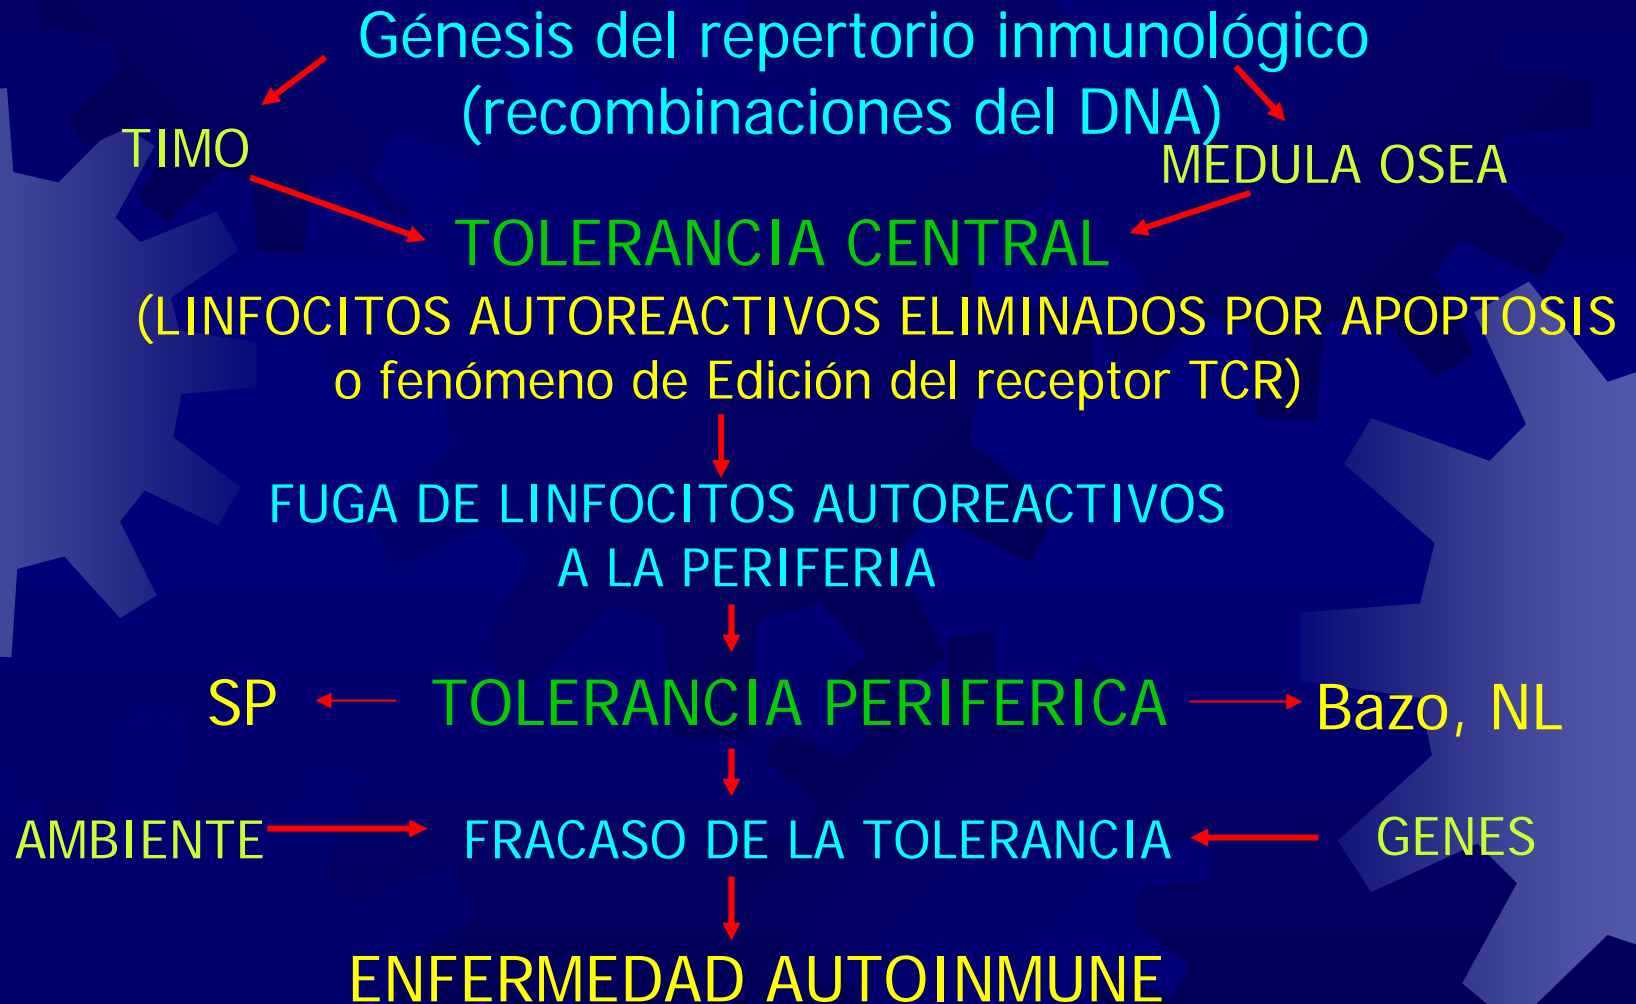 Génesis del repertorio inmunológico
(recombinaciones del DNA)
TIMO
MEDULA OSEA
TOLERANCIA CENTRAL
(LINFOCITOS AUTOREACTIVOS ELIMINADOS POR APOPTOSIS
o fenómeno de Edición del receptor TCR)
FUGA DE LINFOCITOS AUTOREACTIVOS
A LA PERIFERIA
SP
TOLERANCIA PERIFERICA
Bazo, NL
AMBIENTE
FRACASO DE LA TOLERANCIA
GENES
ENFERMEDAD AUTOINMUNE